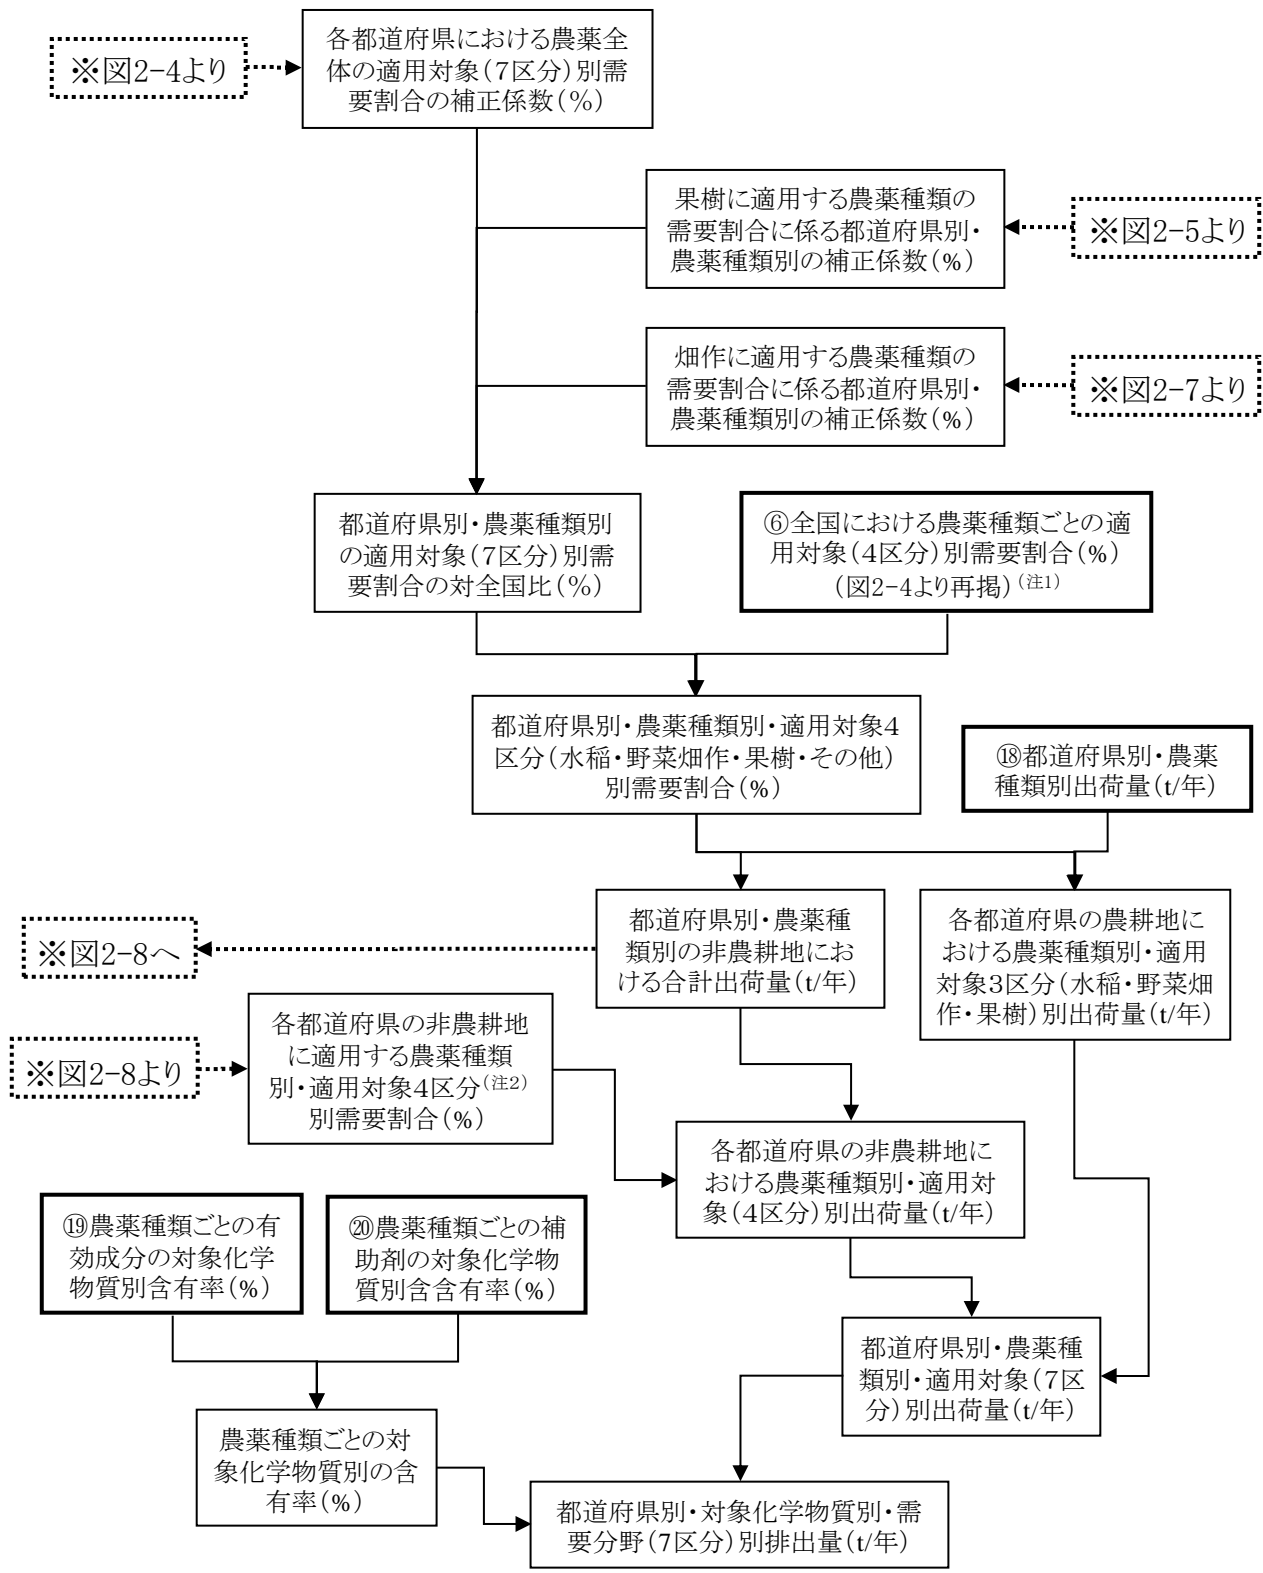 各都道府県における農薬全
体の適用対象(7区分)別需
要割合の補正係数(%)
※図2-4より
果樹に適用する農薬種類の
需要割合に係る都道府県別・
農薬種類別の補正係数(%)
※図2-5より
畑作に適用する農薬種類の
需要割合に係る都道府県別・
農薬種類別の補正係数(%)
※図2-7より
都道府県別・農薬種類別
の適用対象(7区分)別需
要割合の対全国比(%)
⑥全国における農薬種類ごとの適
用対象(4区分)別需要割合(%)
(図2-4より再掲)(注1)
都道府県別・農薬種類別・適用対象4
区分(水稲・野菜畑作・果樹・その他)
別需要割合(%)
⑱都道府県別・農薬
種類別出荷量(t/年)
都道府県別・農薬種
類別の非農耕地にお
ける合計出荷量(t/年)
各都道府県の農耕地に
おける農薬種類別・適用
対象3区分(水稲・野菜畑
作・果樹)別出荷量(t/年)
※図2-8へ
各都道府県の非農耕地
に適用する農薬種類
別・適用対象4区分(注2)
別需要割合(%)
※図2-8より
各都道府県の非農耕地に
おける農薬種類別・適用対
象(4区分)別出荷量(t/年)
⑲農薬種類ごとの有
効成分の対象化学
物質別含有率(%)
⑳農薬種類ごとの補
助剤の対象化学物
質別含含有率(%)
都道府県別・農薬種
類別・適用対象(7区
分)別出荷量(t/年)
農薬種類ごとの対
象化学物質別の含
有率(%)
都道府県別・対象化学物質別・需
要分野(7区分)別排出量(t/年)